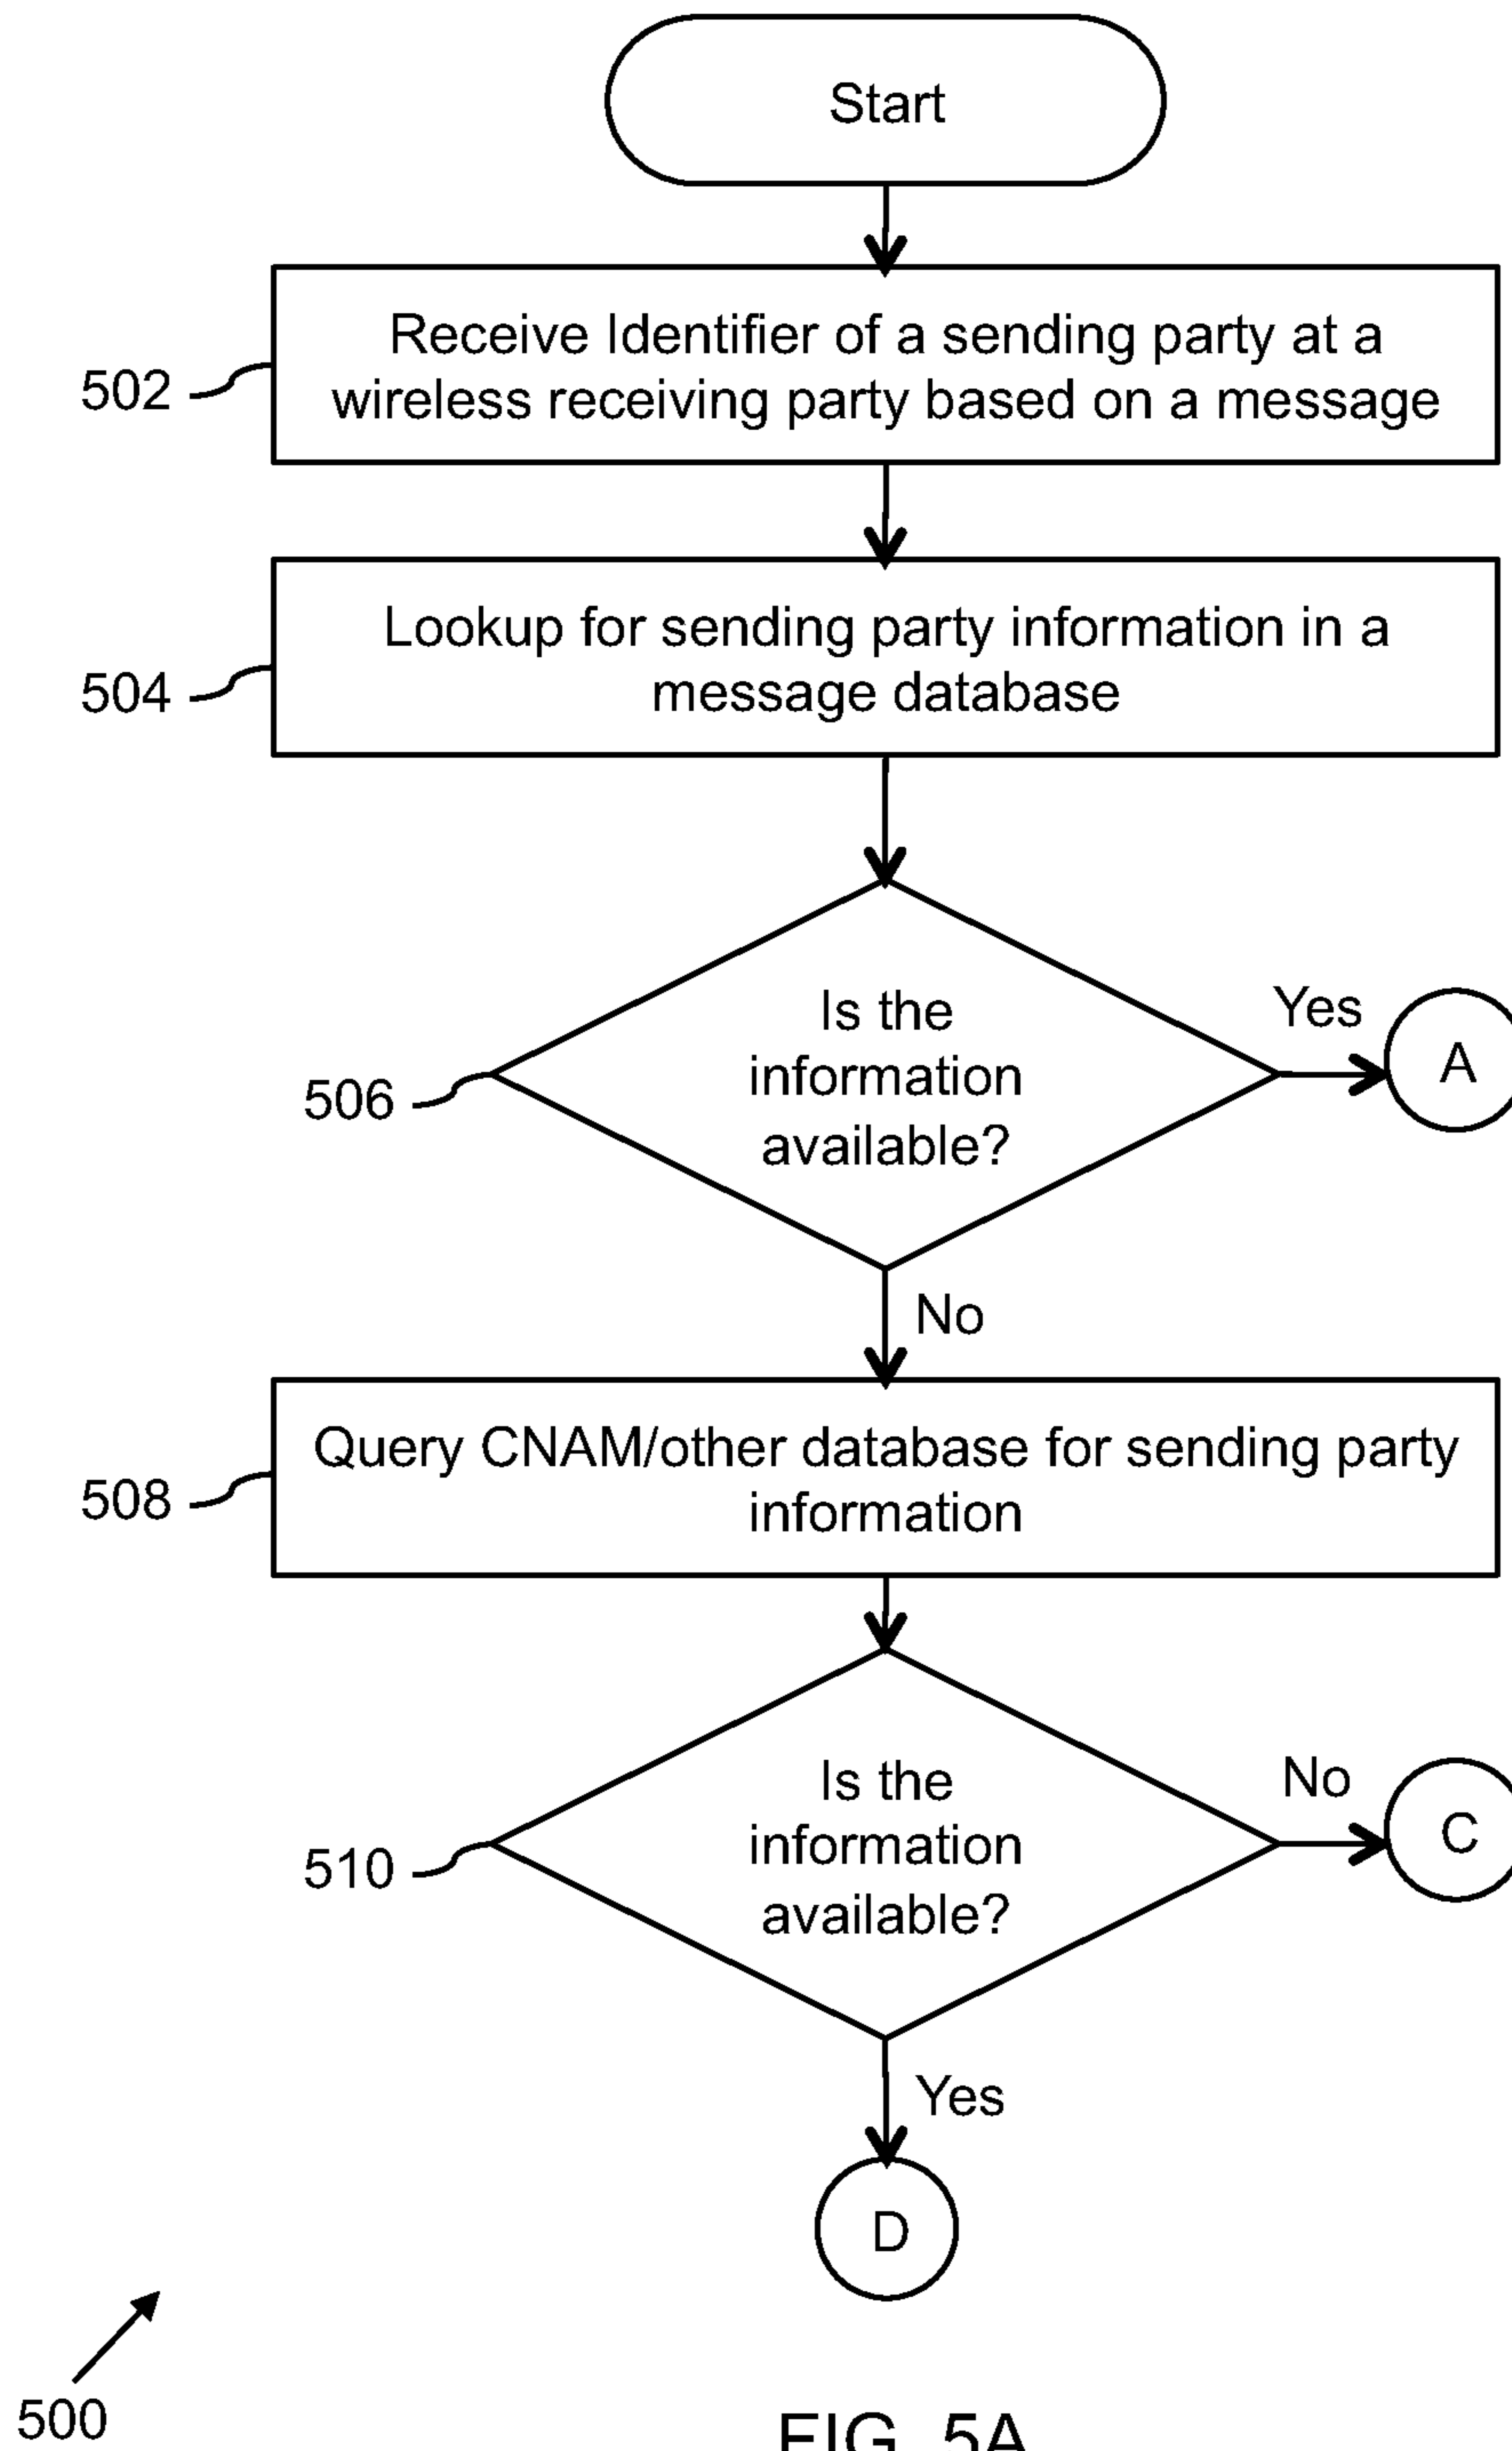 Start
502
Receive Identifier of a sending party at a
wireless receiving party based on a message
504
Lookup for sending party information in a
message database
506
Is the
information
available?
Yes
A
No
508
Query CNAM/other database for sending party
information
510
Is the
information
available?
No
C
Yes
D
500
FIG. 5A